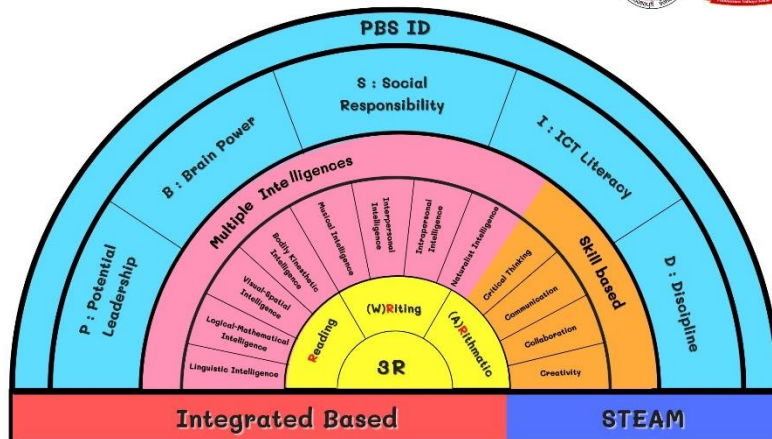 PBS ID
P : Potential
Leadership
B : Brain Power
S : Social
Responsibility
I : ICT Literacy
D : Discipline
Multiple Intelligences
Skill based
Linguistic Intelligence
Logical-Mathematical
Intelligence
Visual-Spatial
Intelligence
Bodily Kinesthetic
Intelligence
Musical Intelligence
Interpersonal
Intelligence
Intrapersonal
Intelligence
Naturalist Intelligence
Critical Thinking
Communication
Collaboration
Creativity
Reading
(W)Riting
(A)Rithmatic
3R
Integrated Based
STEAM